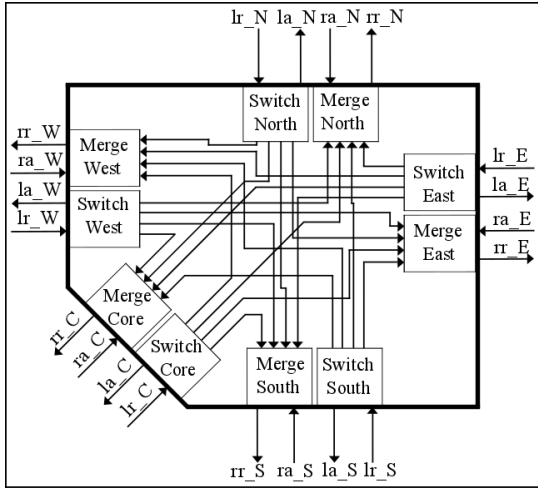 lr_N la_N ra_N rr_N
Switch North
Merge North
rr_W
ra_W
la_W
lr_W
Merge West
Switch West
Switch East
Merge East
lr_E
la_E
ra_E
rr_E
Merge Core
Switch Core
rr_C
ra_C
la_C
lr_C
Merge South
Switch South
rr_S ra_S la_S lr_S